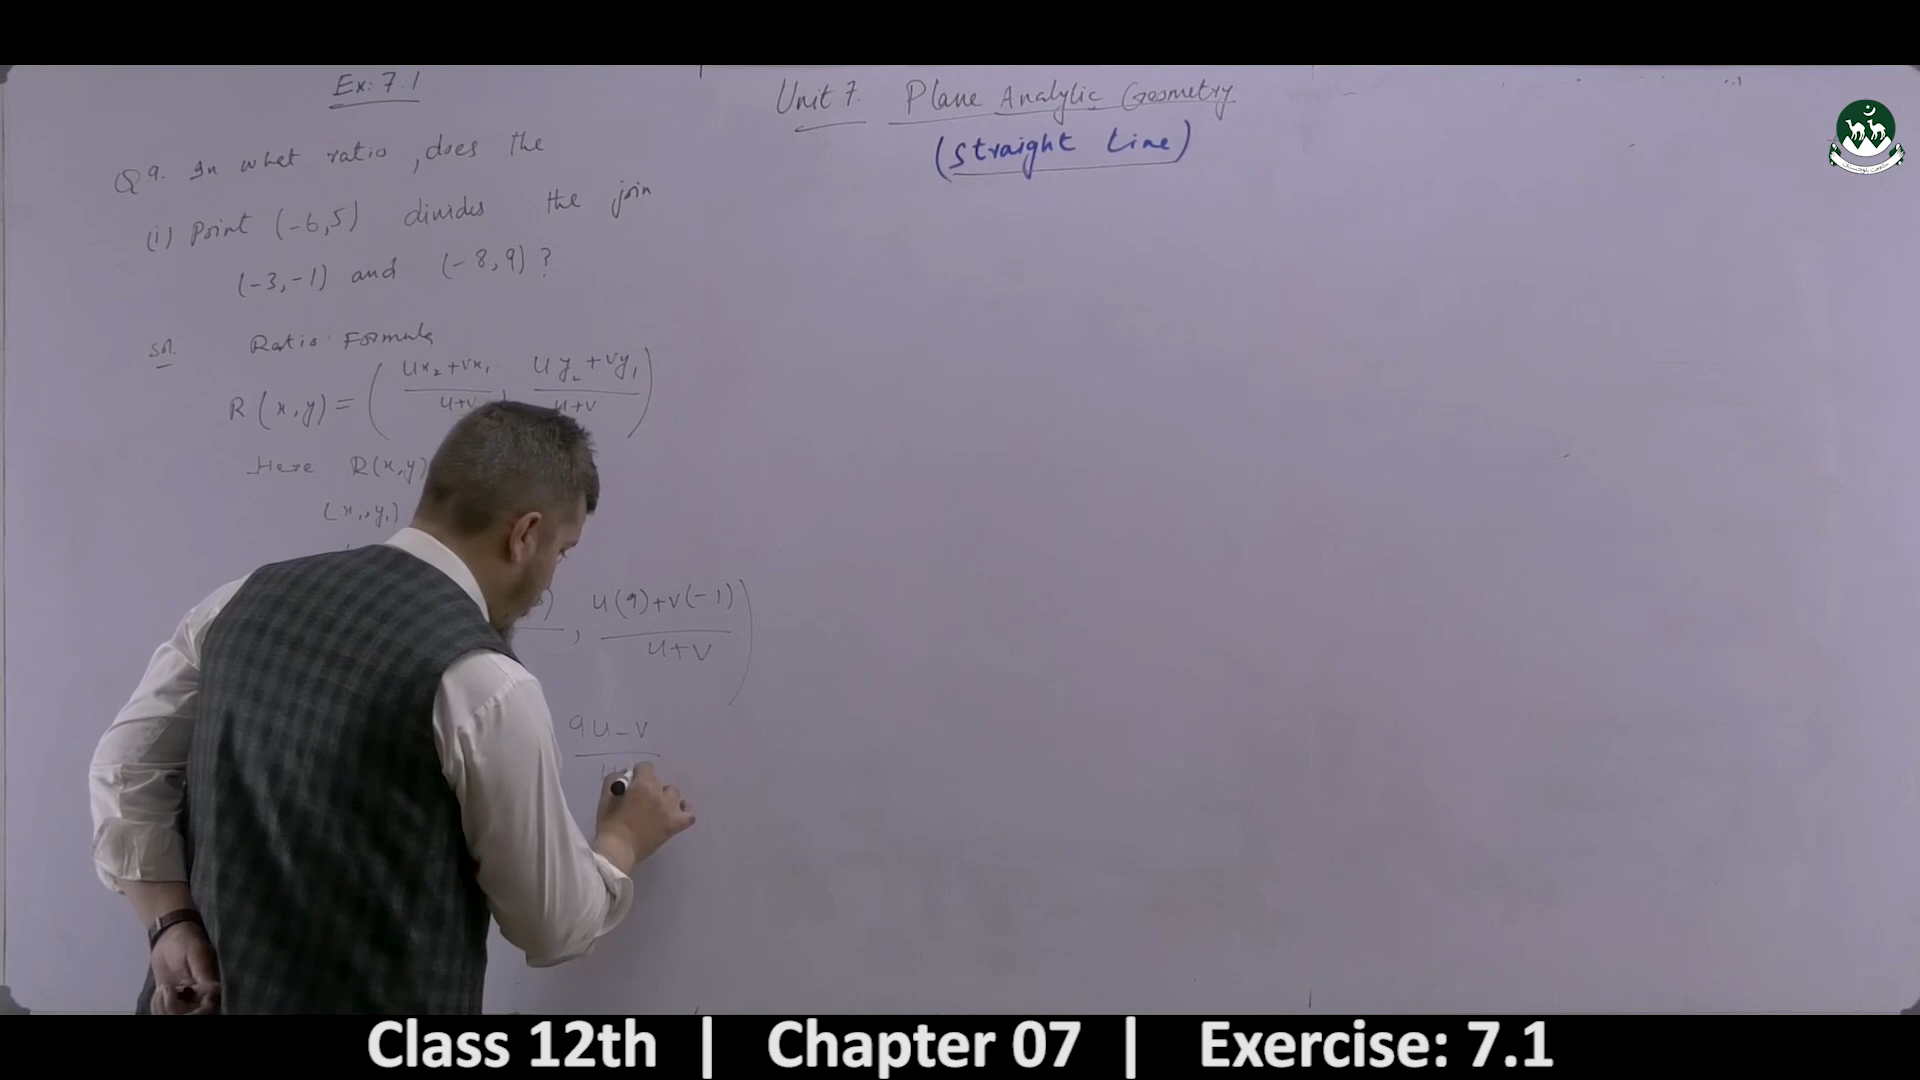 Ex: 7.1
Unit 7. Plane Analytic Geometry
(Straight Line)
Q9. In what ratio, does the
(i) Point (-6,5) divides the join
(-3,-1) and (-8,9) ?
Sol. Ratio Formula
R(x,y) = ( ux₂+vx₁ / u+v , uy₂+vy₁ / u+v )
Here R(x,y)
(x₁,y₁)
) , u(9)+v(-1) / u+v )
9u-v
Class 12th | Chapter 07 | Exercise: 7.1